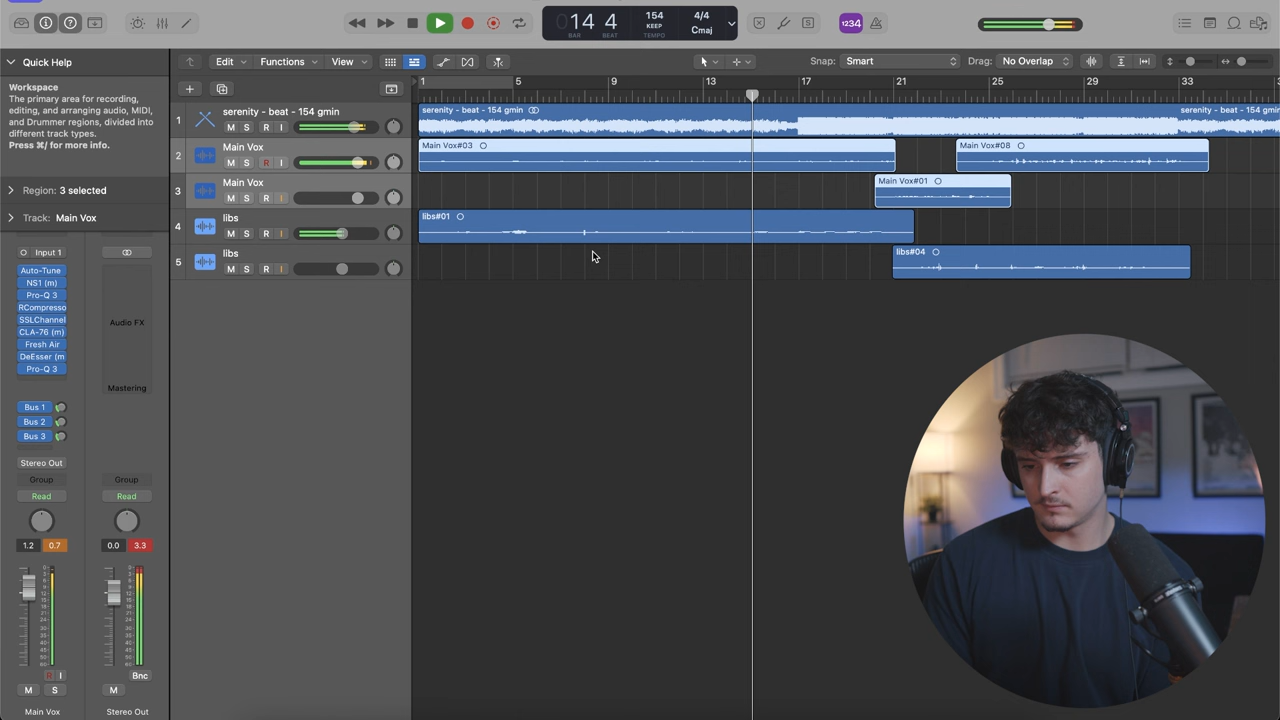 14 4
BAR BEAT
154
KEEP
TEMPO
4/4
Cmaj
S
1234
Quick Help
Workspace
The primary area for recording,
editing, and arranging audio, MIDI,
and Drummer regions, divided into
different track types.
Press ⌘/ for more info.
Region: 3 selected
Track: Main Vox
Edit Functions View
Snap: Smart
Drag: No Overlap
1 5 9 13 17 21 25 29 33
1 serenity - beat - 154 gmin
M S R I
serenity - beat - 154 gmin
serenity - beat - 154 gmin
2 Main Vox
M S R I
Main Vox#03
Main Vox#08
3 Main Vox
M S R I
Main Vox#01
4 libs
M S R I
libs#01
5 libs
M S R I
libs#04
Input 1
Auto-Tune
NS1 (m)
Pro-Q 3
RCompresso
SSLChannel
CLA-76 (m)
Fresh Air
DeEsser (m
Pro-Q 3
Audio FX
Mastering
Bus 1
Bus 2
Bus 3
Stereo Out
Group
Group
Read
Read
1.2 0.7
0.0 3.3
R I
Bnc
M S
M
Main Vox
Stereo Out